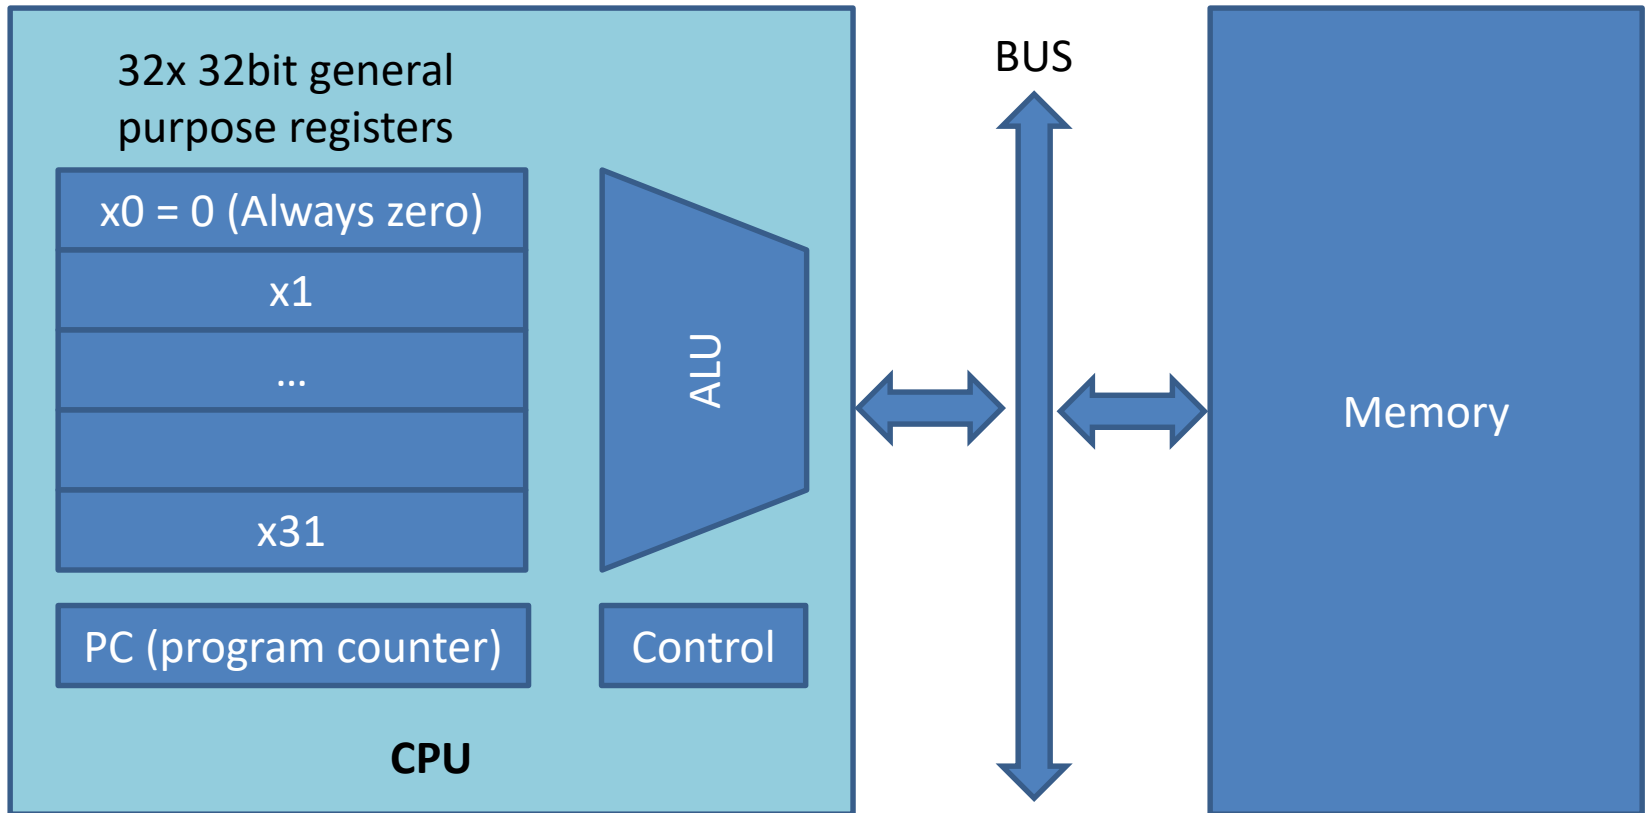 32x 32bit general
purpose registers
x0 = 0 (Always zero)
x1
...
x31
PC (program counter)
ALU
Control
CPU
BUS
Memory